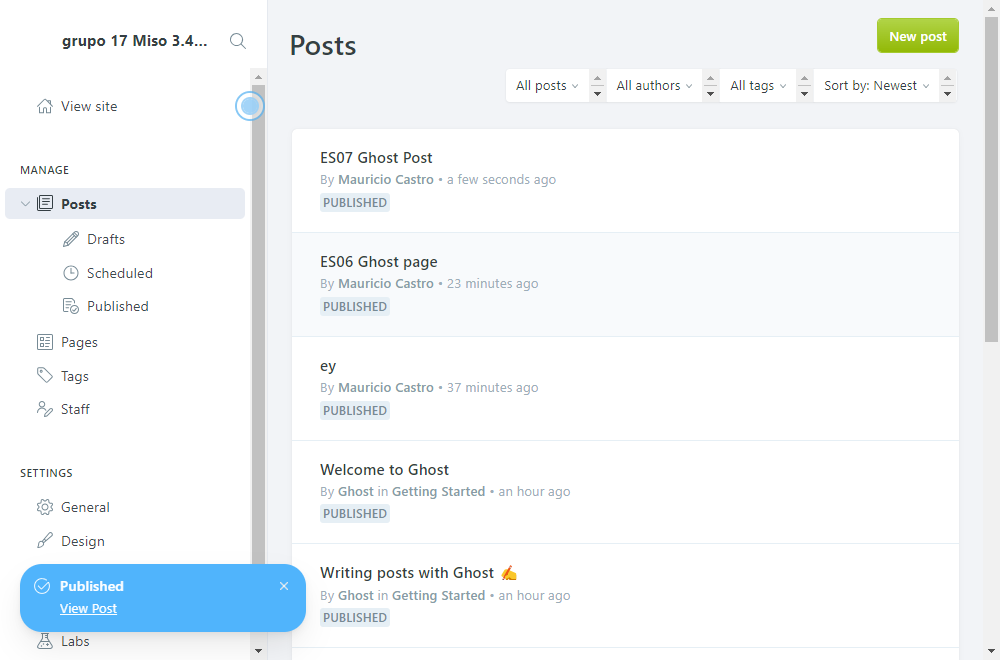 grupo 17 Miso 3.4...
View site
MANAGE
Posts
Drafts
Scheduled
Published
Pages
Tags
Staff
SETTINGS
General
Design
Published
View Post
Labs
Posts
New post
All posts
All authors
All tags
Sort by: Newest
ES07 Ghost Post
By Mauricio Castro • a few seconds ago
PUBLISHED
ES06 Ghost page
By Mauricio Castro • 23 minutes ago
PUBLISHED
ey
By Mauricio Castro • 37 minutes ago
PUBLISHED
Welcome to Ghost
By Ghost in Getting Started • an hour ago
PUBLISHED
Writing posts with Ghost ✍️
By Ghost in Getting Started • an hour ago
PUBLISHED